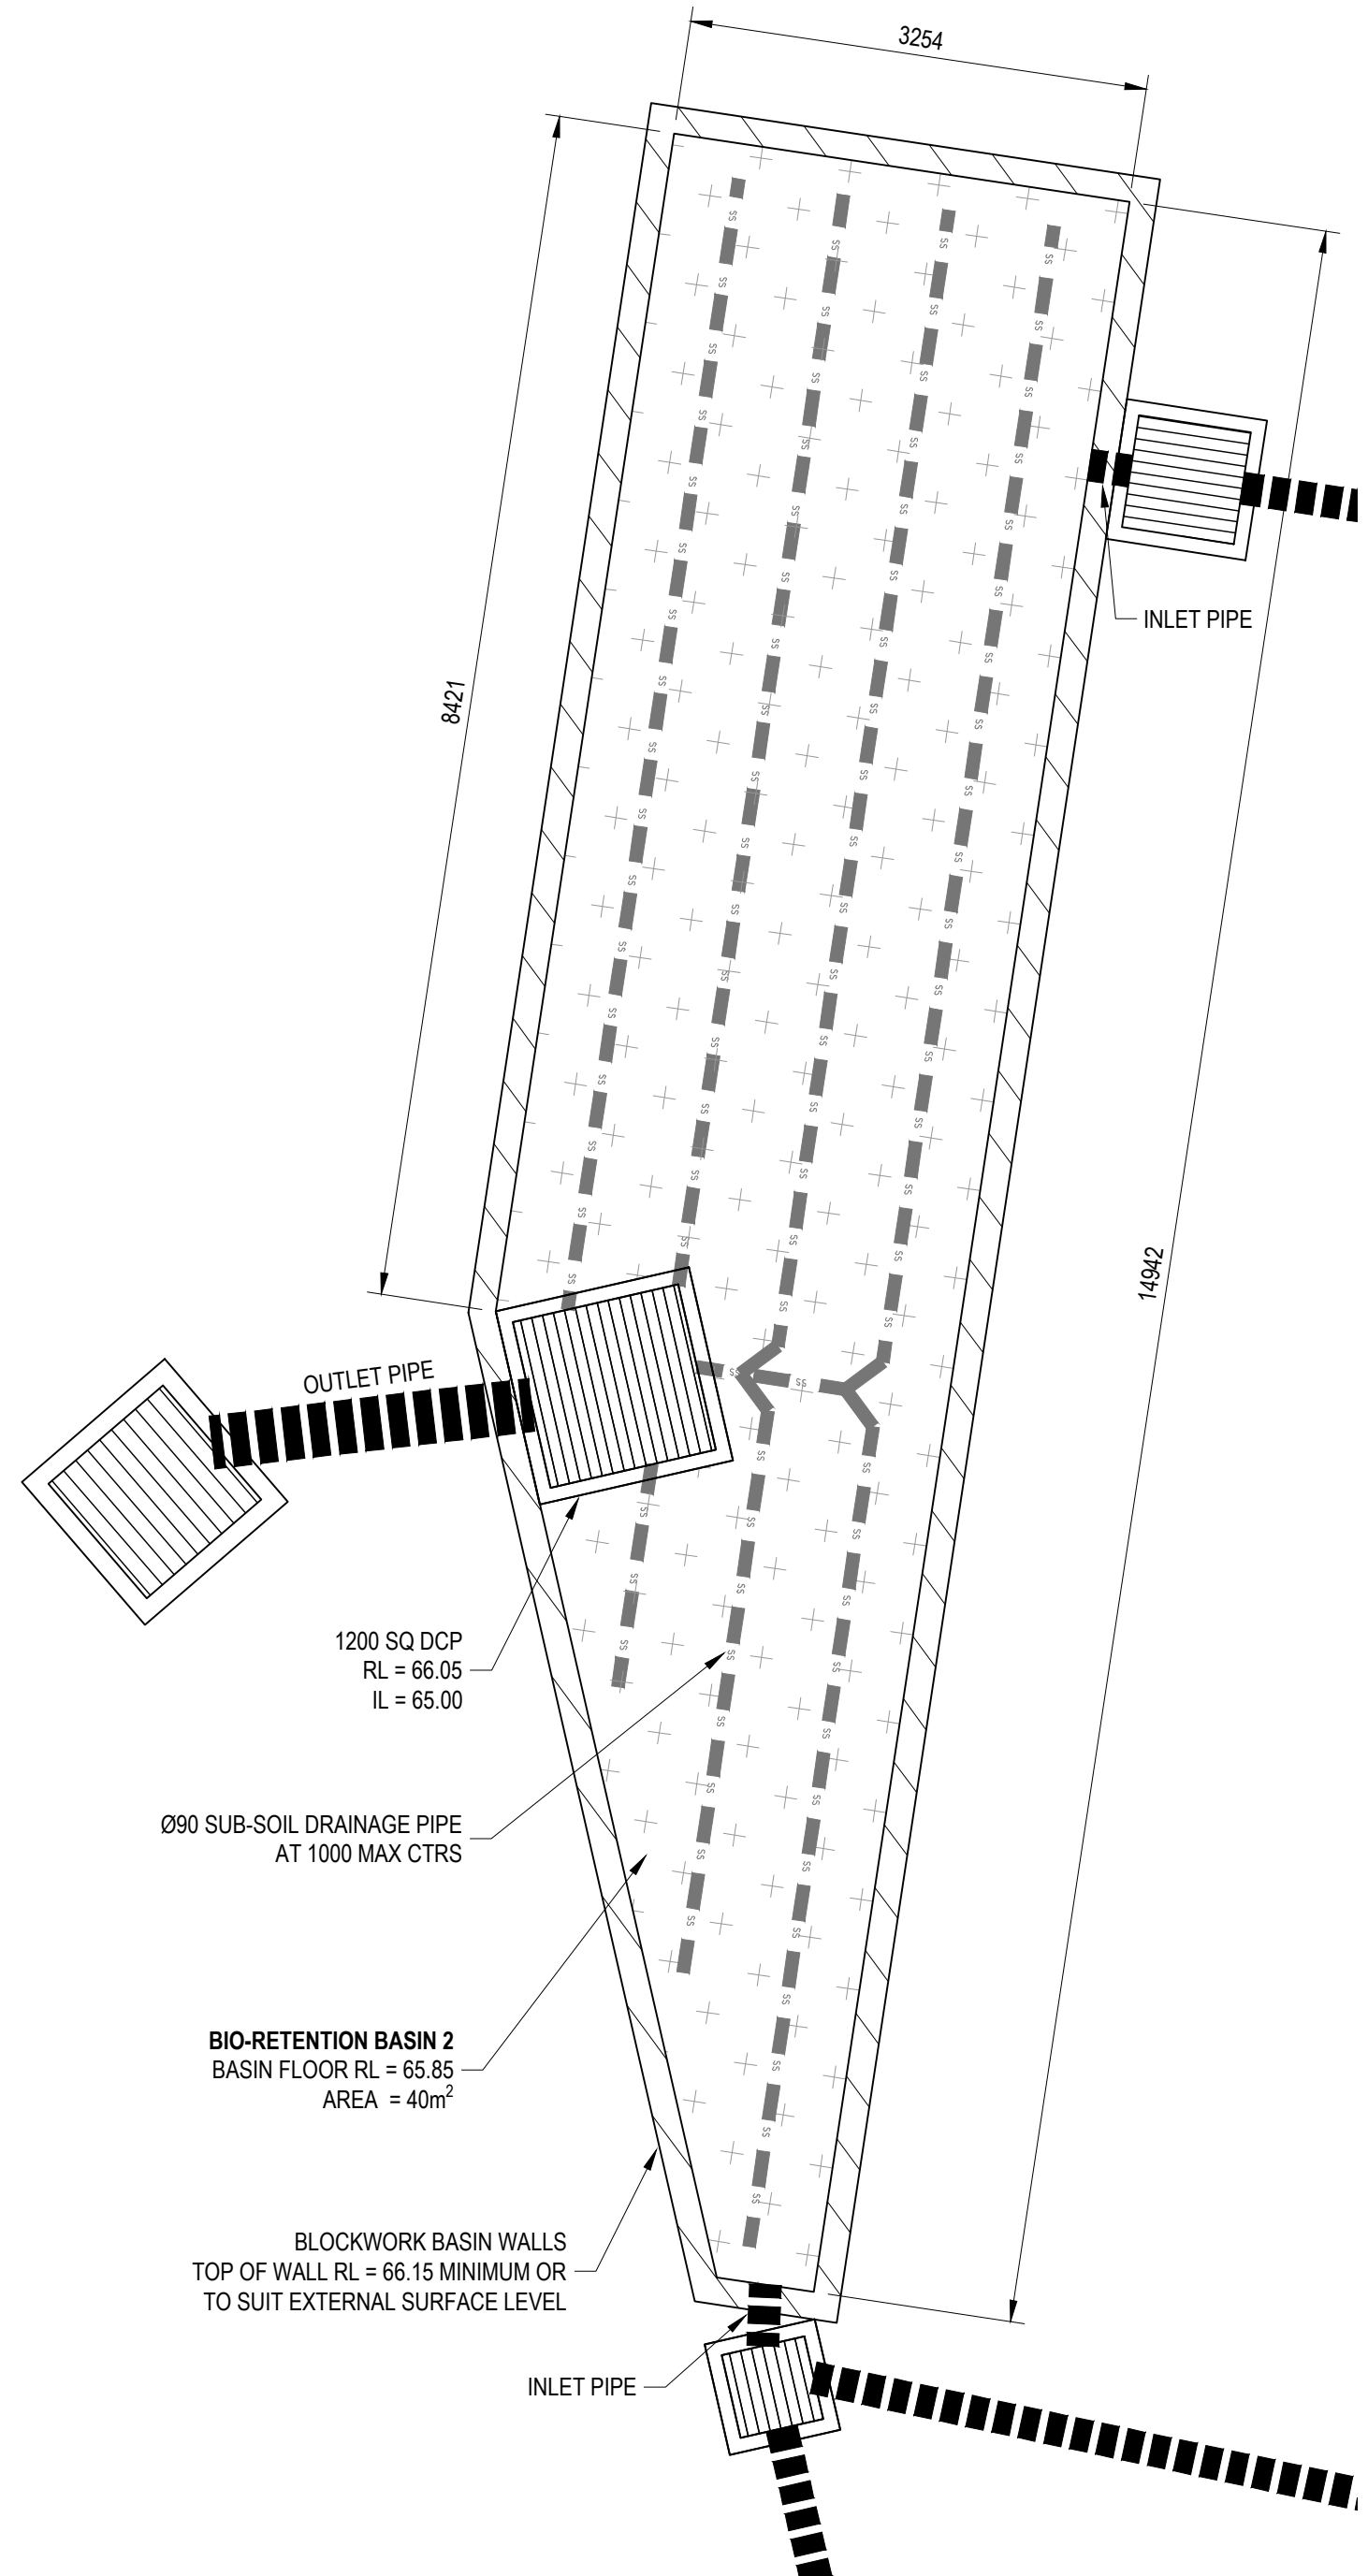 3254
8421
INLET PIPE
14942
OUTLET PIPE
1200 SQ DCP
RL = 66.05
IL = 65.00
Ø90 SUB-SOIL DRAINAGE PIPE
AT 1000 MAX CTRS
BIO-RETENTION BASIN 2
BASIN FLOOR RL = 65.85
AREA = 40m²
BLOCKWORK BASIN WALLS
TOP OF WALL RL = 66.15 MINIMUM OR
TO SUIT EXTERNAL SURFACE LEVEL
INLET PIPE